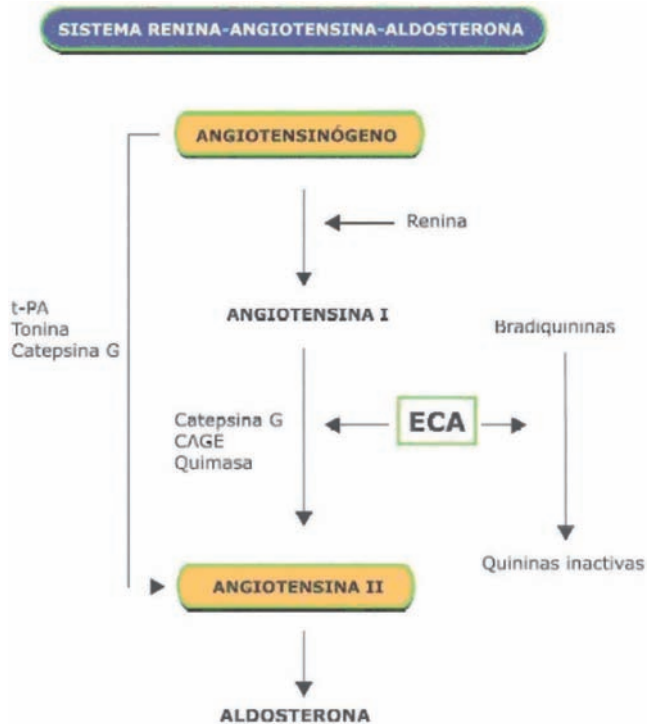 SISTEMA RENINA-ANGIOTENSINA-ALDOSTERONA
ANGIOTENSINÓGENO
Renina
t-PA
Tonina
Catepsina G
ANGIOTENSINA I
Bradiquininas
Catepsina G
CAGE
Quimasa
ECA
Quininas inactivas
ANGIOTENSINA II
ALDOSTERONA